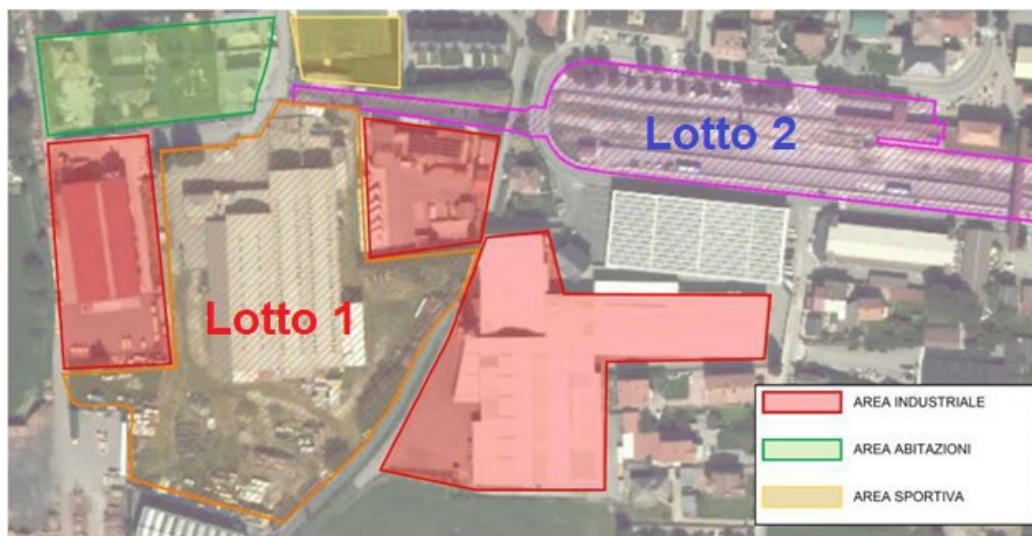 Lotto 2
Lotto 1
AREA INDUSTRIALE
AREA ABITAZIONI
AREA SPORTIVA